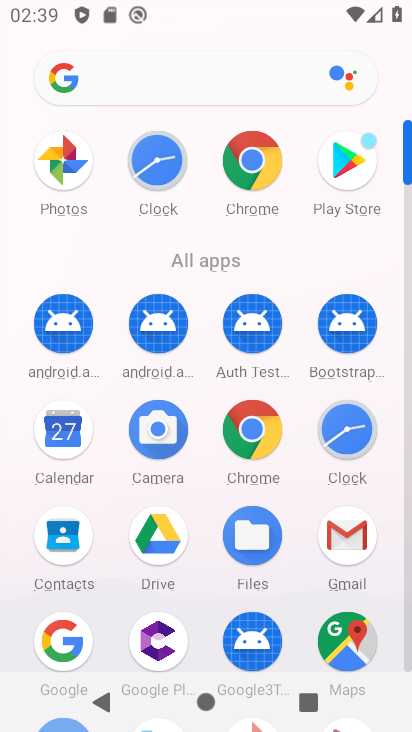 02:39
Photos Clock Chrome Play Store
All apps
android.a... android.a... Auth Test... Bootstrap...
27
Calendar Camera Chrome Clock
Contacts Drive Files Gmail
Google Google Pl... Google3T... Maps